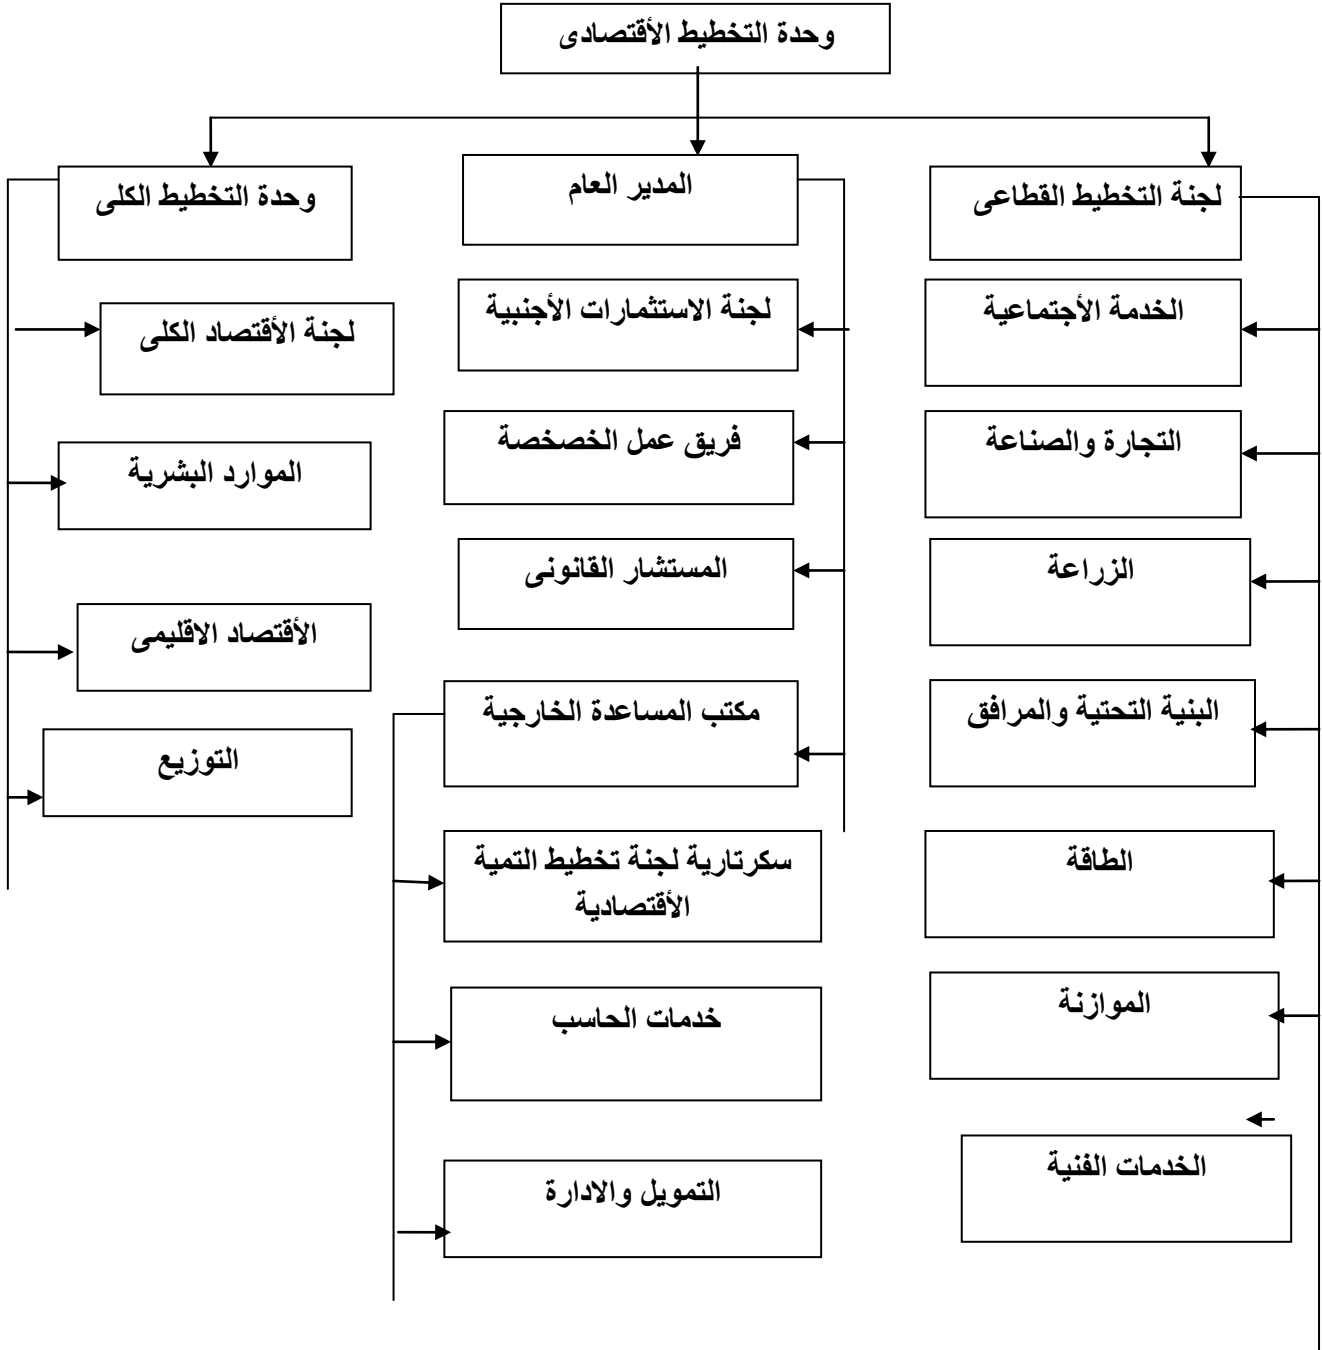 وحدة التخطيط الأقتصادى
لجنة التخطيط القطاعى
المدير العام
وحدة التخطيط الكلى
الخدمة الأجتماعية
لجنة الاستثمارات الأجنبية
لجنة الأقتصاد الكلى
التجارة والصناعة
فريق عمل الخصخصة
الموارد البشرية
الزراعة
المستشار القانونى
الأقتصاد الاقليمى
البنية التحتية والمرافق
مكتب المساعدة الخارجية
التوزيع
الطاقة
سكرتارية لجنة تخطيط التمية
الأقتصادية
الموازنة
خدمات الحاسب
الخدمات الفنية
التمويل والادارة